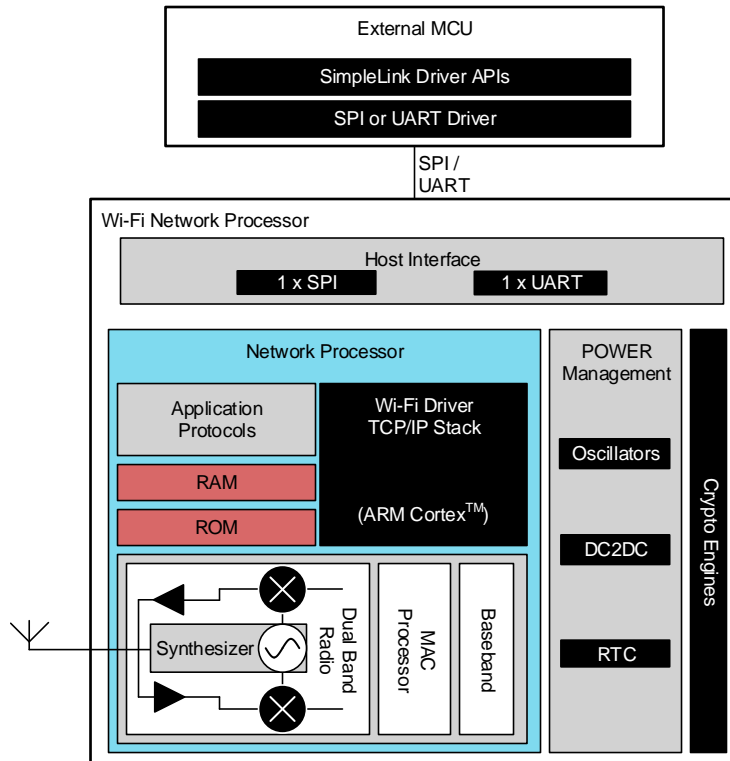 External MCU
SimpleLink Driver APIs
SPI or UART Driver
SPI /
UART
Wi-Fi Network Processor
Host Interface
1 x SPI
1 x UART
Network Processor
Application
Protocols
RAM
ROM
Wi-Fi Driver
TCP/IP Stack
(ARM Cortex™)
Synthesizer
Dual Band
Radio
MAC
Processor
Baseband
POWER
Management
Oscillators
DC2DC
RTC
Crypto Engines